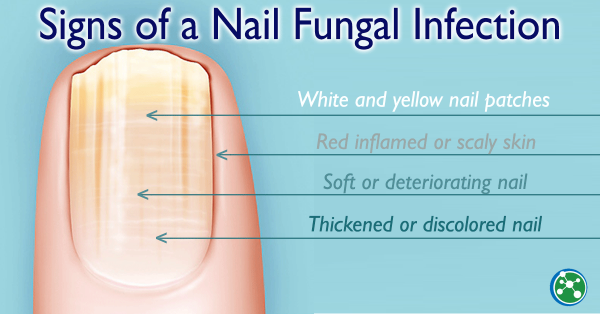 Signs of a Nail Fungal Infection
White and yellow nail patches
Red inflamed or scaly skin
Soft or deteriorating nail
Thickened or discolored nail